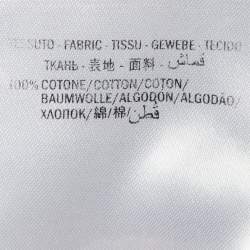 TESSUTO - FABRIC - TISSU - GEWEBE - TECIDO
ТКАНЬ - 表地 - 面料 - قماش
100% COTONE/COTTON/COTON/
BAUMWOLLE/ALGODÓN/ALGODÃO/
ХЛОПОК/綿/棉/قطن